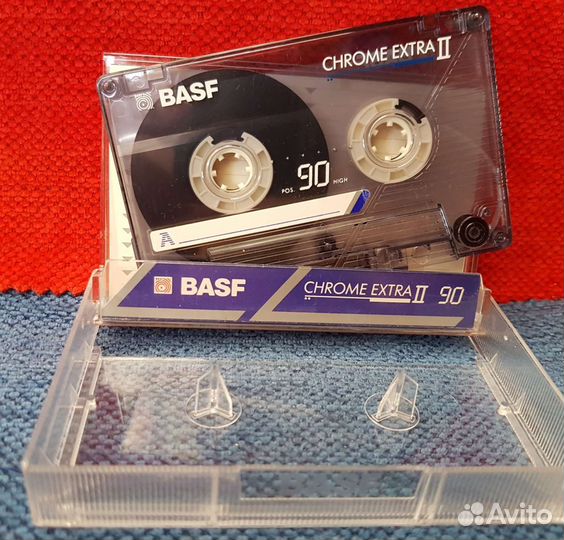 CHROME EXTRA II
BASF
POS. 90 HIGH
A
BASF CHROME EXTRA II 90
Avito